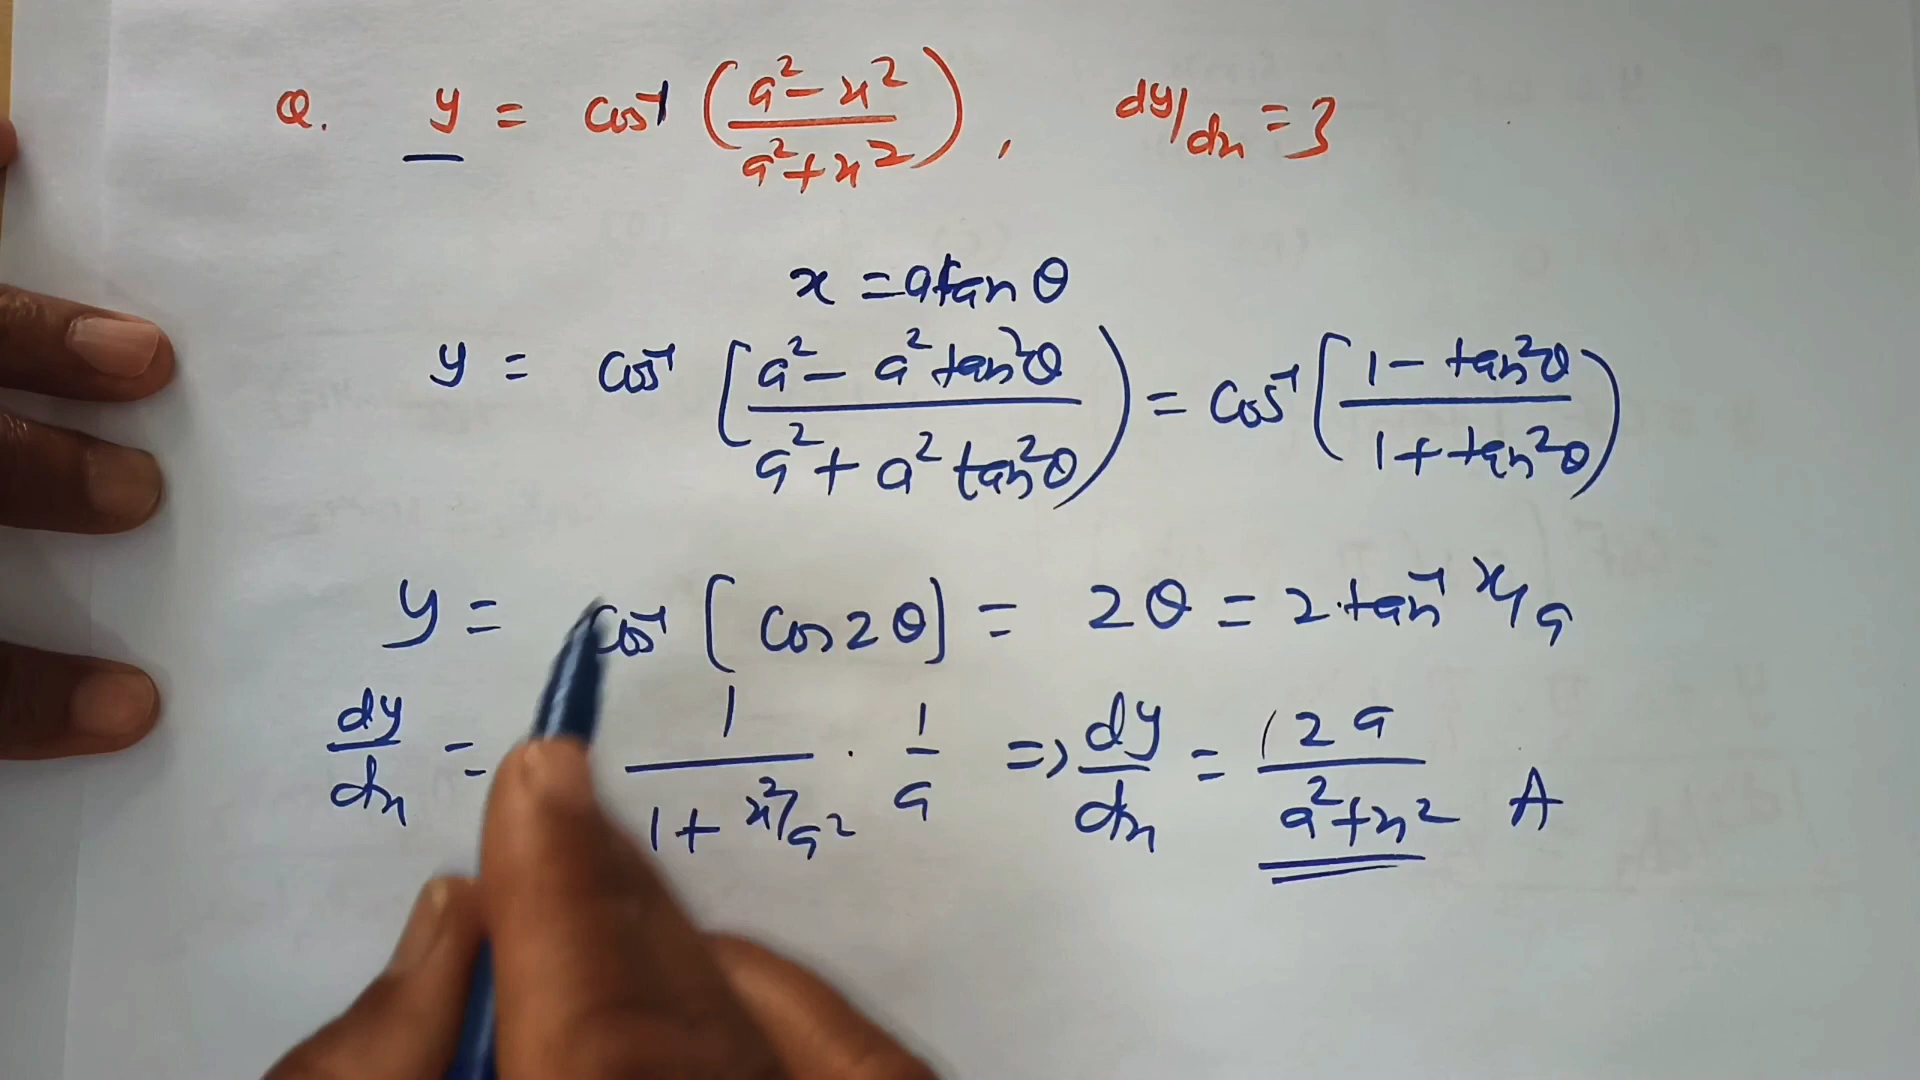 Q. y = cos⁻¹ (a² - x² / a² + x²), dy/dx = ?
x = a tan θ
y = cos⁻¹ (a² - a² tan²θ / a² + a² tan²θ) = cos⁻¹ (1 - tan²θ / 1 + tan²θ)
y = cos⁻¹ [cos 2θ] = 2θ = 2 · tan⁻¹ x/a
dy/dx = 1 / 1 + x²/a² · 1/a ⇒ dy/dx = 2a / a² + x² A